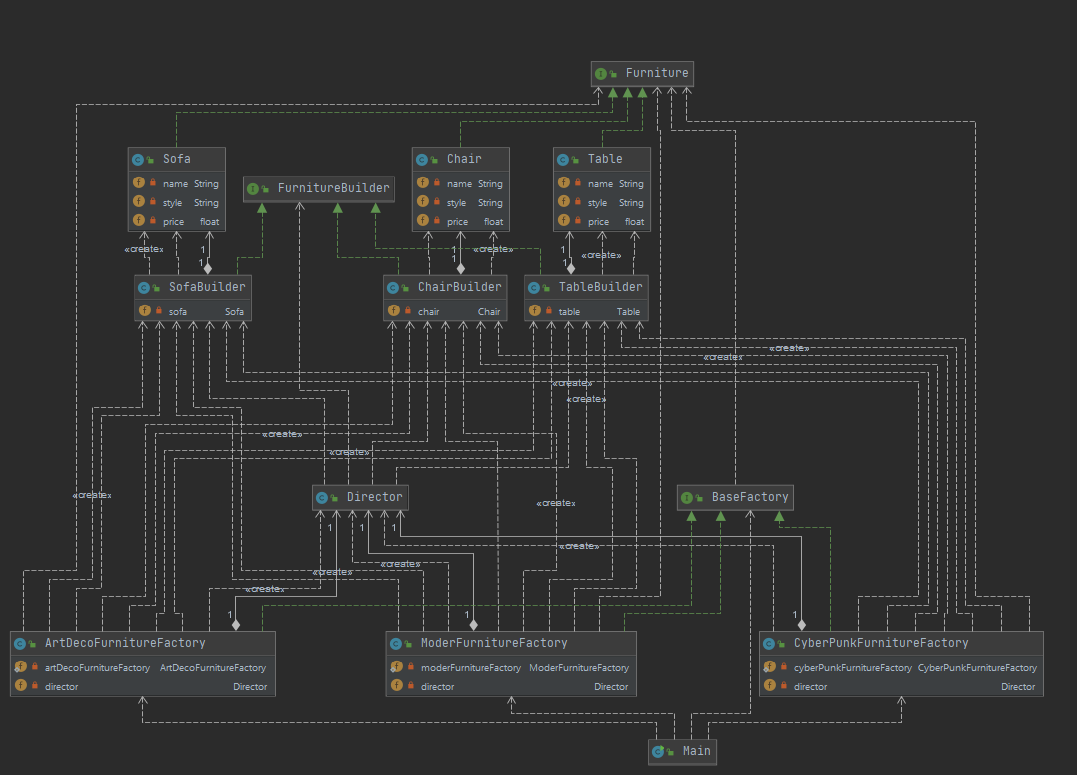 Furniture
Sofa
name String
style String
price float
FurnitureBuilder
Chair
name String
style String
price float
Table
name String
style String
price float
«create»
1
1
«create»
1
1
«create»
1
1
SofaBuilder
sofa Sofa
ChairBuilder
chair Chair
TableBuilder
table Table
«create»
«create»
«create»
«create»
«create»
«create»
«create»
Director
BaseFactory
«create»
1
1
1
«create»
«create»
«create»
«create»
1
1
1
ArtDecoFurnitureFactory
artDecoFurnitureFactory ArtDecoFurnitureFactory
director Director
ModerFurnitureFactory
moderFurnitureFactory ModerFurnitureFactory
director Director
CyberPunkFurnitureFactory
cyberPunkFurnitureFactory CyberPunkFurnitureFactory
director Director
Main